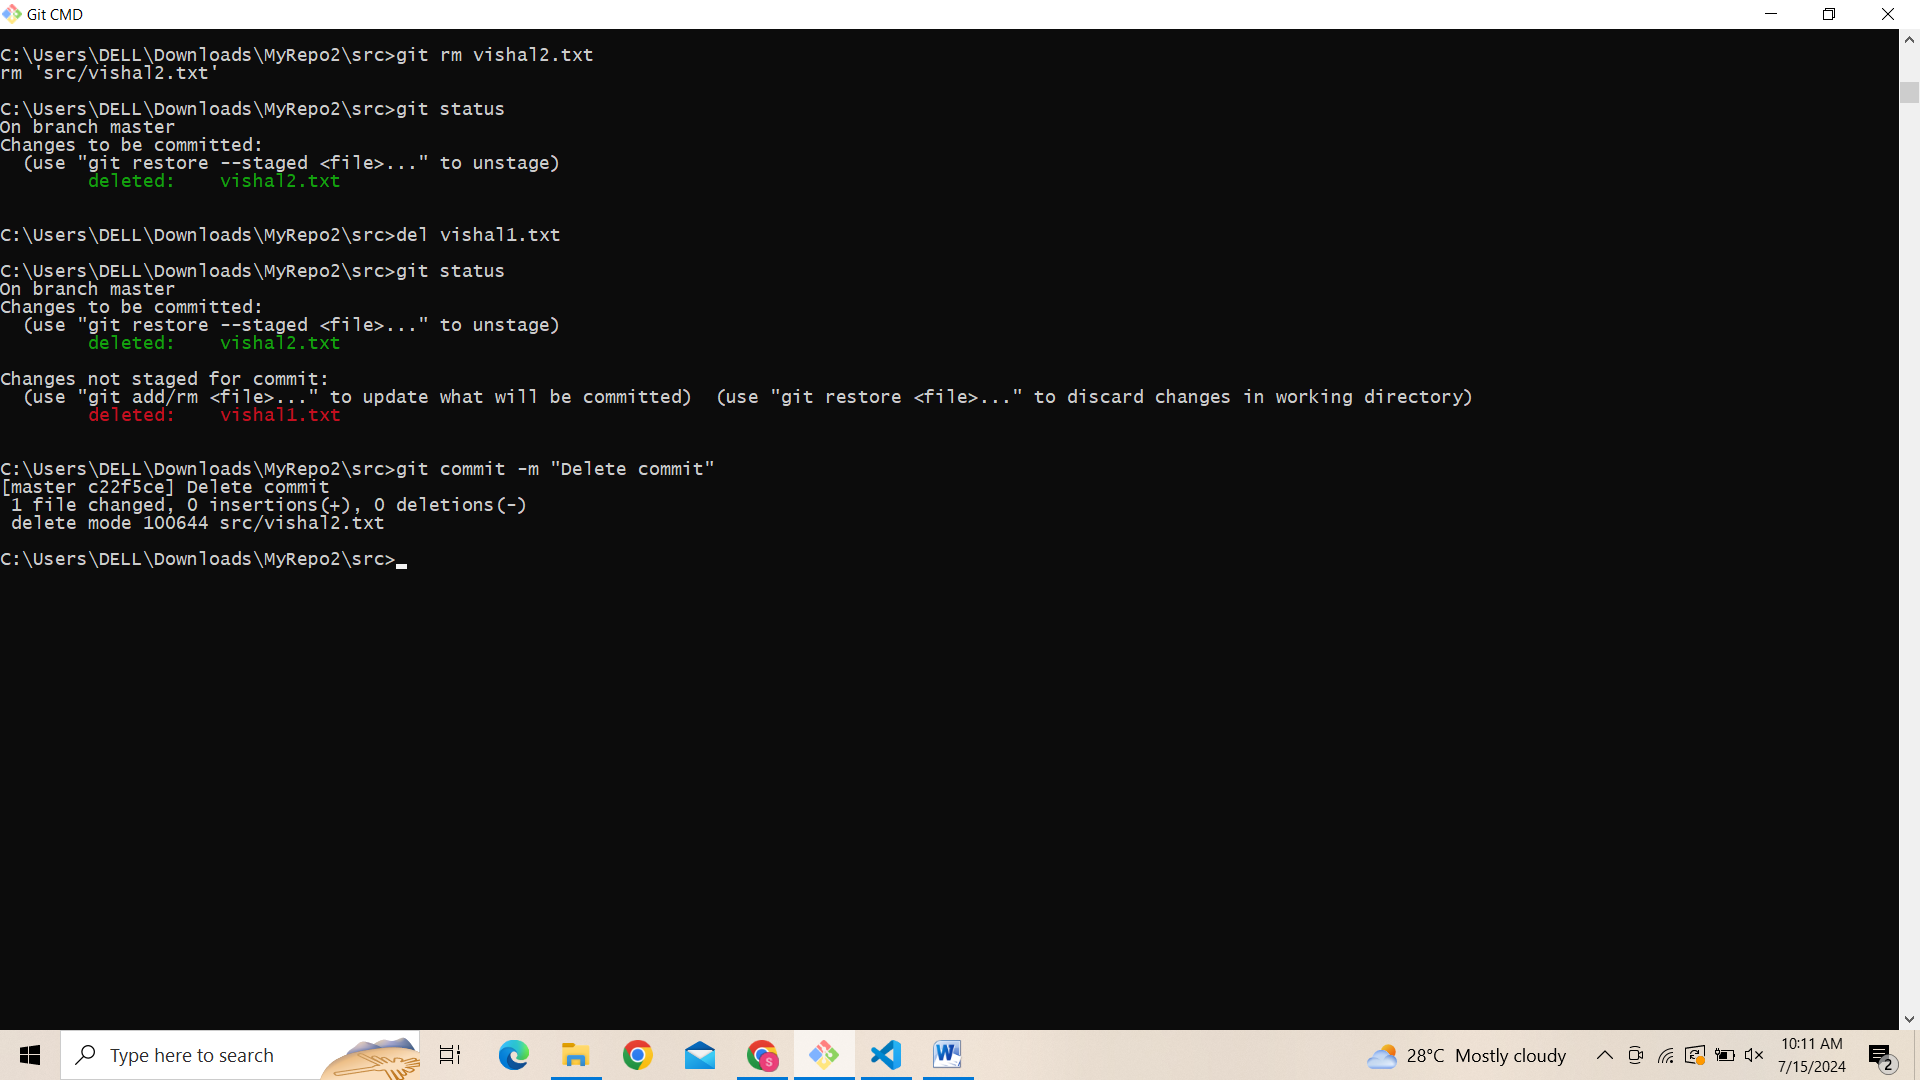 Git CMD
C:\Users\DELL\Downloads\MyRepo2\src>git rm vishal2.txt
rm 'src/vishal2.txt'
C:\Users\DELL\Downloads\MyRepo2\src>git status
On branch master
Changes to be committed:
  (use "git restore --staged <file>..." to unstage)
        deleted:    vishal2.txt
C:\Users\DELL\Downloads\MyRepo2\src>del vishal1.txt
C:\Users\DELL\Downloads\MyRepo2\src>git status
On branch master
Changes to be committed:
  (use "git restore --staged <file>..." to unstage)
        deleted:    vishal2.txt
Changes not staged for commit:
  (use "git add/rm <file>..." to update what will be committed)  (use "git restore <file>..." to discard changes in working directory)
        deleted:    vishal1.txt
C:\Users\DELL\Downloads\MyRepo2\src>git commit -m "Delete commit"
[master c22f5ce] Delete commit
 1 file changed, 0 insertions(+), 0 deletions(-)
 delete mode 100644 src/vishal2.txt
C:\Users\DELL\Downloads\MyRepo2\src>
Type here to search
S
W
28°C Mostly cloudy
10:11 AM
7/15/2024
2